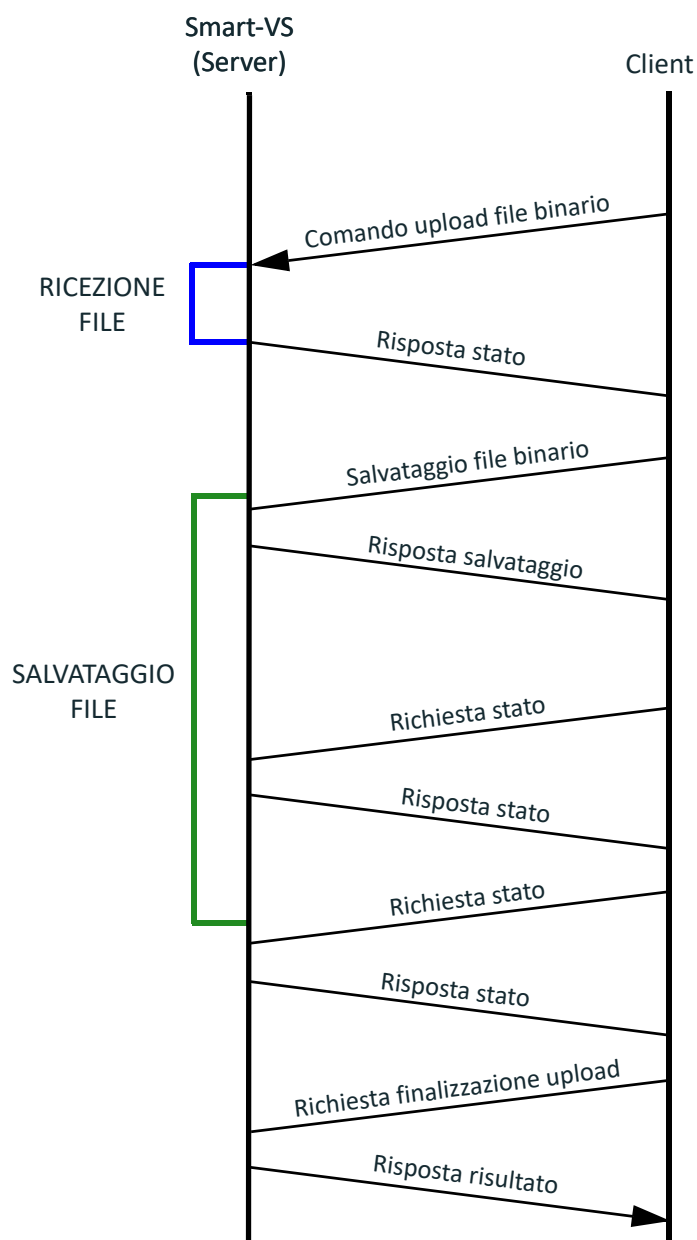 Smart-VS
(Server)
Client
Comando upload file binario
RICEZIONE
FILE
Risposta stato
Salvataggio file binario
Risposta salvataggio
SALVATAGGIO
FILE
Richiesta stato
Risposta stato
Richiesta stato
Risposta stato
Richiesta finalizzazione upload
Risposta risultato